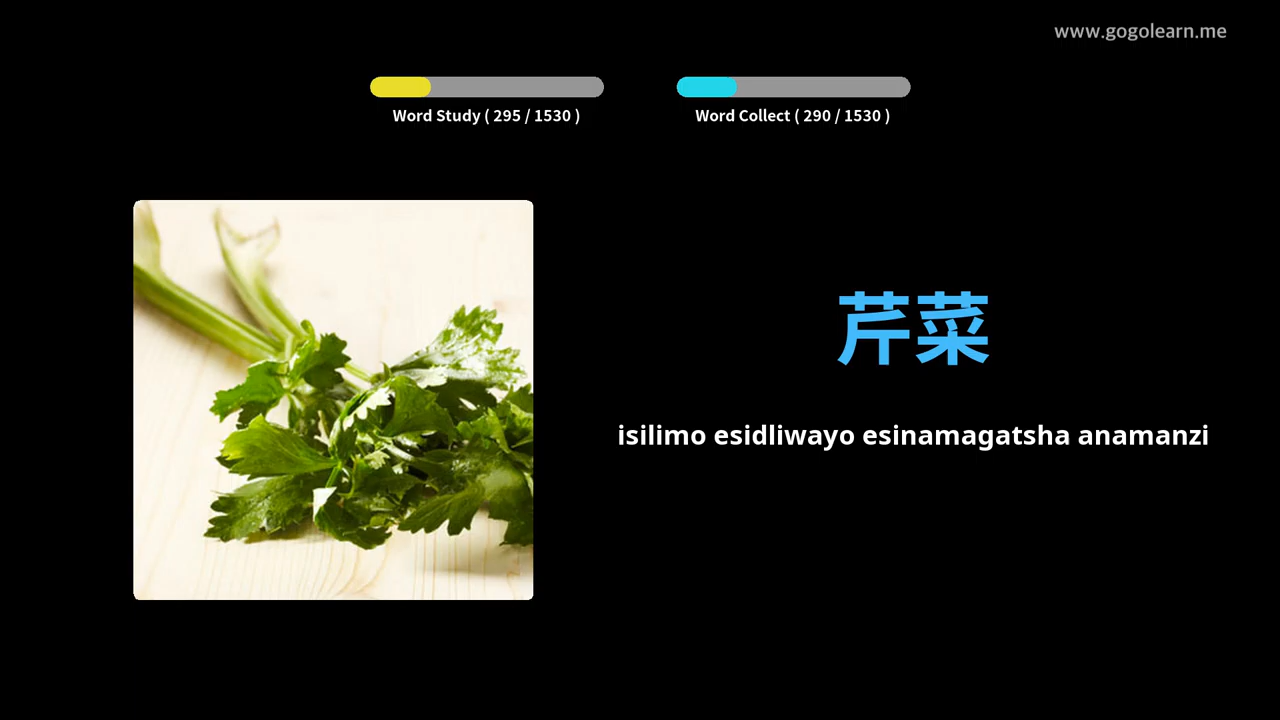 www.gogolearn.me
Word Study ( 295 / 1530 )
Word Collect ( 290 / 1530 )
芹菜
isilimo esidliwayo esinamagatsha anamanzi